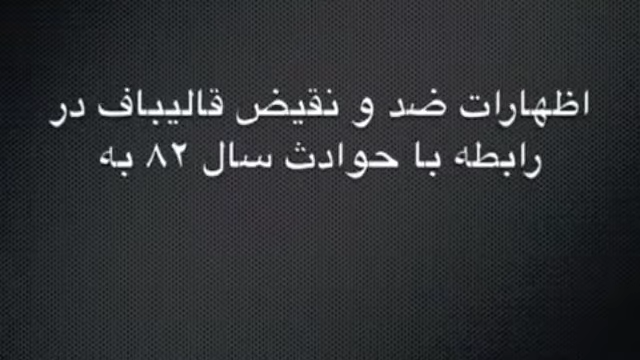 اظهارات ضد و نقیض قالیباف در
رابطه با حوادث سال ۸۲ به